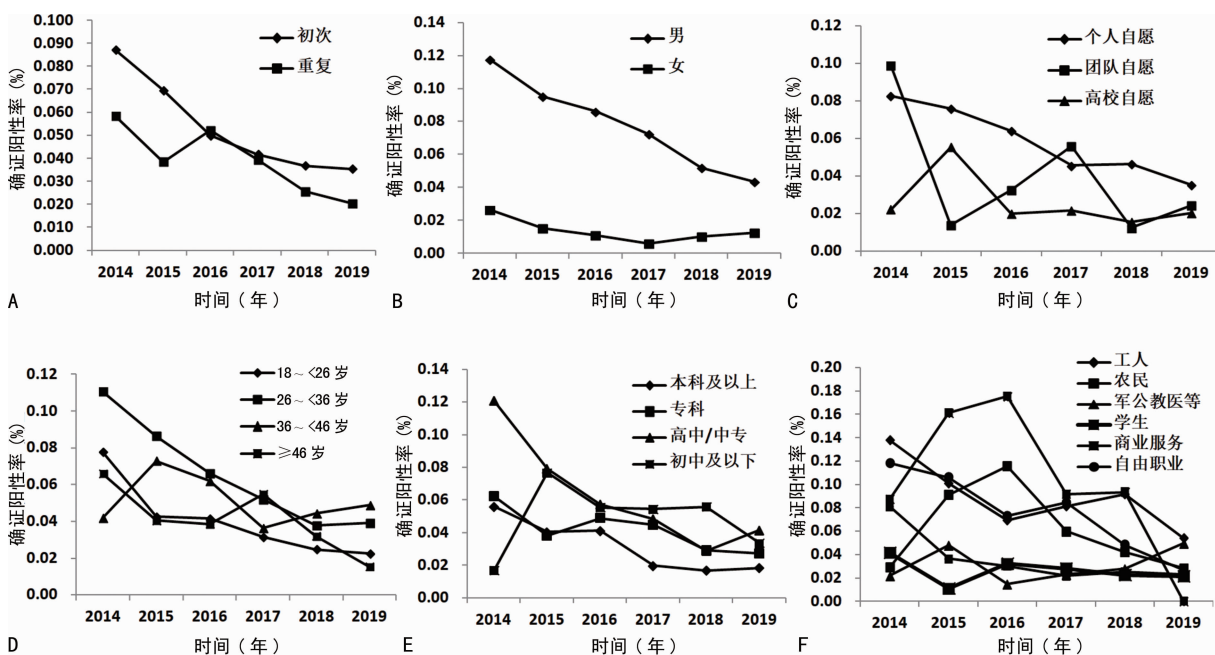 0.100
0.090
0.080
0.070
0.060
0.050
0.040
0.030
0.020
0.010
0.000
确证阳性率 (%)
初次
重复
2014 2015 2016 2017 2018 2019
A
时间 ( 年 )
0.14
0.12
0.10
0.08
0.06
0.04
0.02
0.00
确证阳性率 (%)
男
女
2014 2015 2016 2017 2018 2019
B
时间 ( 年 )
0.12
0.10
0.08
0.06
0.04
0.02
0.00
确证阳性率 (%)
个人自愿
团队自愿
高校自愿
2014 2015 2016 2017 2018 2019
C
时间 ( 年 )
0.12
0.10
0.08
0.06
0.04
0.02
0.00
确证阳性率 (%)
18～<26 岁
26～<36 岁
36～<46 岁
≥46 岁
2014 2015 2016 2017 2018 2019
D
时间 ( 年 )
0.14
0.12
0.10
0.08
0.06
0.04
0.02
0.00
确证阳性率 (%)
本科及以上
专科
高中/中专
初中及以下
2014 2015 2016 2017 2018 2019
E
时间 ( 年 )
0.20
0.18
0.16
0.14
0.12
0.10
0.08
0.06
0.04
0.02
0.00
确证阳性率 (%)
工人
农民
军公教医等
学生
商业服务
自由职业
2014 2015 2016 2017 2018 2019
F
时间 ( 年 )